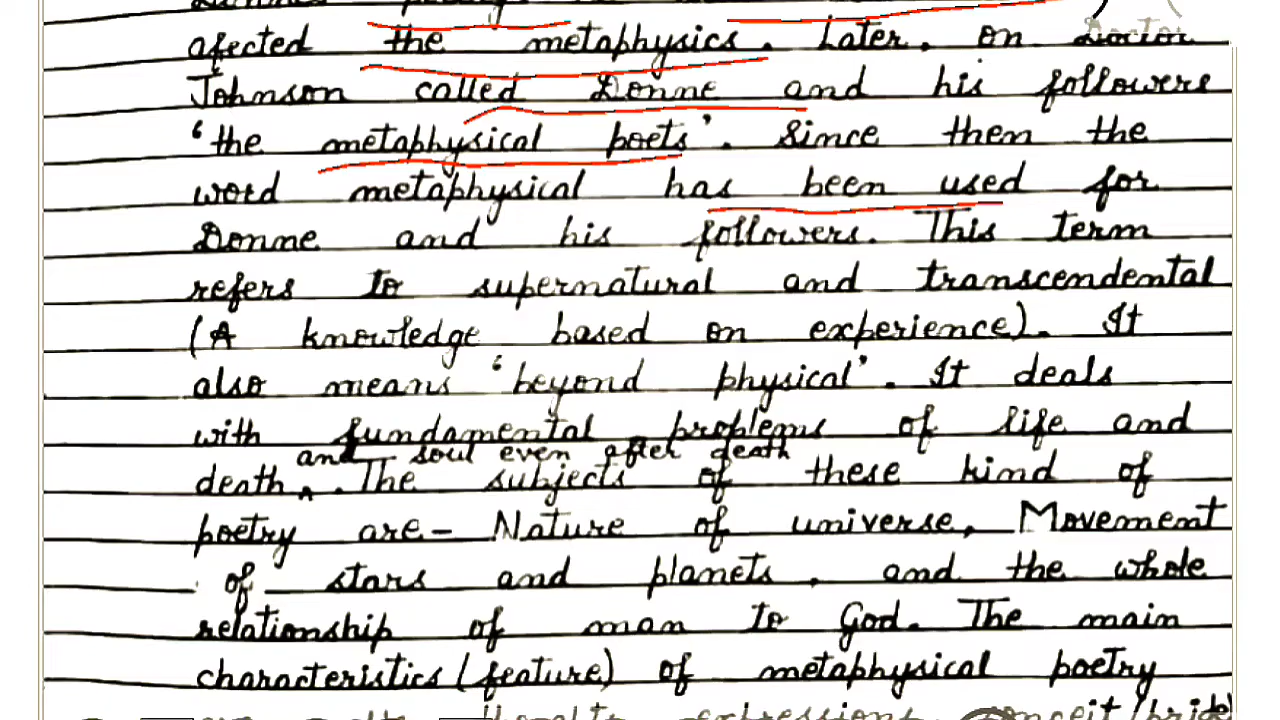 afected the metaphysics. Later, on Doctor
Johnson called Donne and his followers
'the metaphysical poets'. Since then the
word metaphysical has been used for
Donne and his followers. This term
refers to supernatural and transcendental
(A knowledge based on experience). It
also means 'beyond physical'. It deals
with fundamental problems of life and
and soul even after death
death. The subjects of these kind of
poetry are- Nature of universe, Movement
of stars and planets, and the whole
relationship of man to God. The main
characteristics (feature) of metaphysical poetry